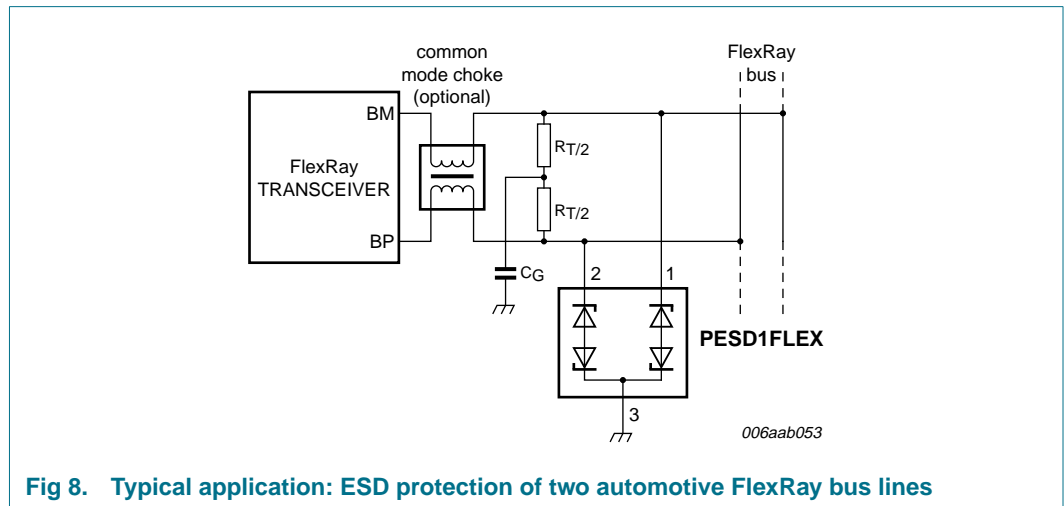 common
mode choke
(optional)
FlexRay
bus
BM
FlexRay
TRANSCEIVER
BP
RT/2
RT/2
CG
2
1
PESD1FLEX
3
006aab053
Fig 8. Typical application: ESD protection of two automotive FlexRay bus lines